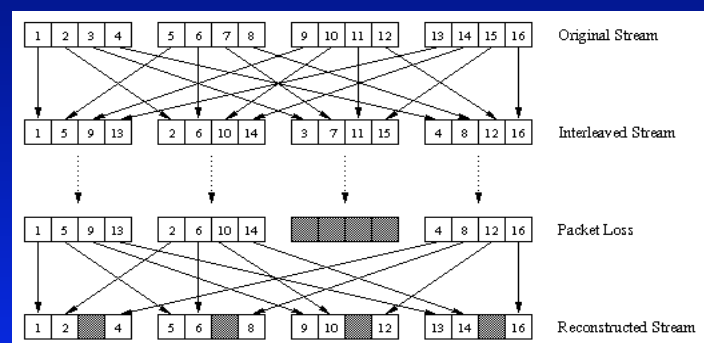 1 2 3 4 5 6 7 8 9 10 11 12 13 14 15 16 Original Stream
1 5 9 13 2 6 10 14 3 7 11 15 4 8 12 16 Interleaved Stream
1 5 9 13 2 6 10 14 4 8 12 16 Packet Loss
1 2 4 5 6 8 9 10 12 13 14 16 Reconstructed Stream